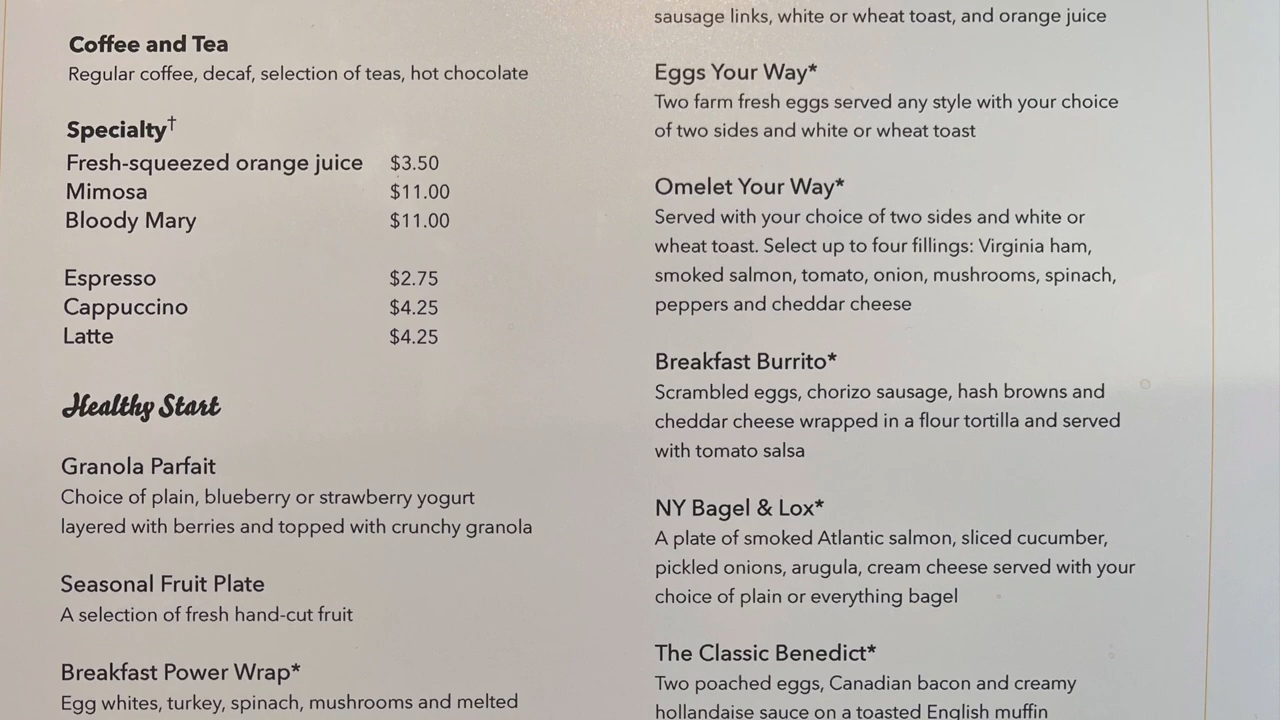 Coffee and Tea
Regular coffee, decaf, selection of teas, hot chocolate
Specialty†
Fresh-squeezed orange juice $3.50
Mimosa $11.00
Bloody Mary $11.00
Espresso $2.75
Cappuccino $4.25
Latte $4.25
Healthy Start
Granola Parfait
Choice of plain, blueberry or strawberry yogurt
layered with berries and topped with crunchy granola
Seasonal Fruit Plate
A selection of fresh hand-cut fruit
Breakfast Power Wrap*
Egg whites, turkey, spinach, mushrooms and melted
sausage links, white or wheat toast, and orange juice
Eggs Your Way*
Two farm fresh eggs served any style with your choice
of two sides and white or wheat toast
Omelet Your Way*
Served with your choice of two sides and white or
wheat toast. Select up to four fillings: Virginia ham,
smoked salmon, tomato, onion, mushrooms, spinach,
peppers and cheddar cheese
Breakfast Burrito*
Scrambled eggs, chorizo sausage, hash browns and
cheddar cheese wrapped in a flour tortilla and served
with tomato salsa
NY Bagel & Lox*
A plate of smoked Atlantic salmon, sliced cucumber,
pickled onions, arugula, cream cheese served with your
choice of plain or everything bagel
The Classic Benedict*
Two poached eggs, Canadian bacon and creamy
hollandaise sauce on a toasted English muffin